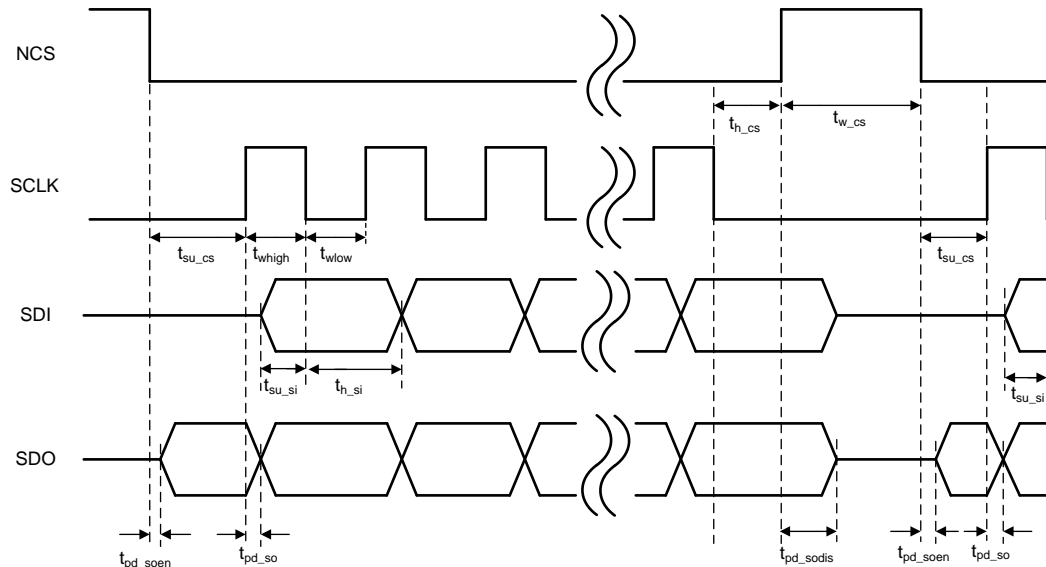 NCS
t_h_cs
t_w_cs
SCLK
t_su_cs
t_whigh
t_wlow
t_su_cs
SDI
t_su_si
t_h_si
t_su_si
SDO
t_pd_soen
t_pd_so
t_pd_sodis
t_pd_soen
t_pd_so